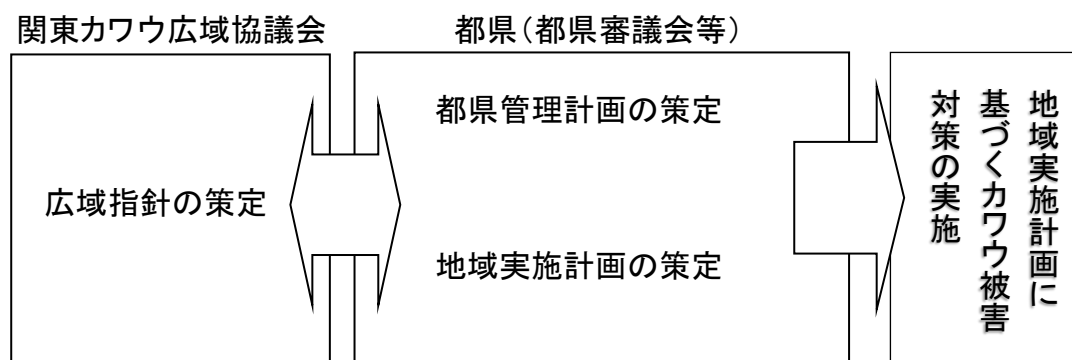 関東カワウ広域協議会
都県（都県審議会等）
広域指針の策定
都県管理計画の策定
地域実施計画の策定
地域実施計画に
基づくカワウ被害
対策の実施